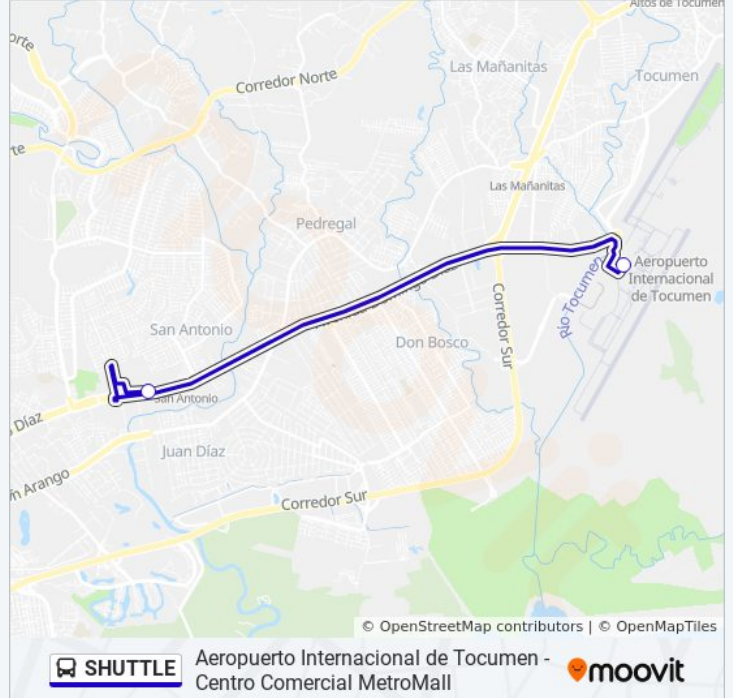 Altos de Tocumen
orte
Las Mañanitas
Corredor Norte
Tocumen
te
Las Mañanitas
Pedregal
Aeropuerto
Internacional
de Tocumen
Río Tocumen
Corredor Sur
San Antonio
Don Bosco
San Antonio
o Díaz
Juan Díaz
n Arango
Corredor Sur
© OpenStreetMap contributors | © OpenMapTiles
SHUTTLE
Aeropuerto Internacional de Tocumen -
Centro Comercial MetroMall
moovit